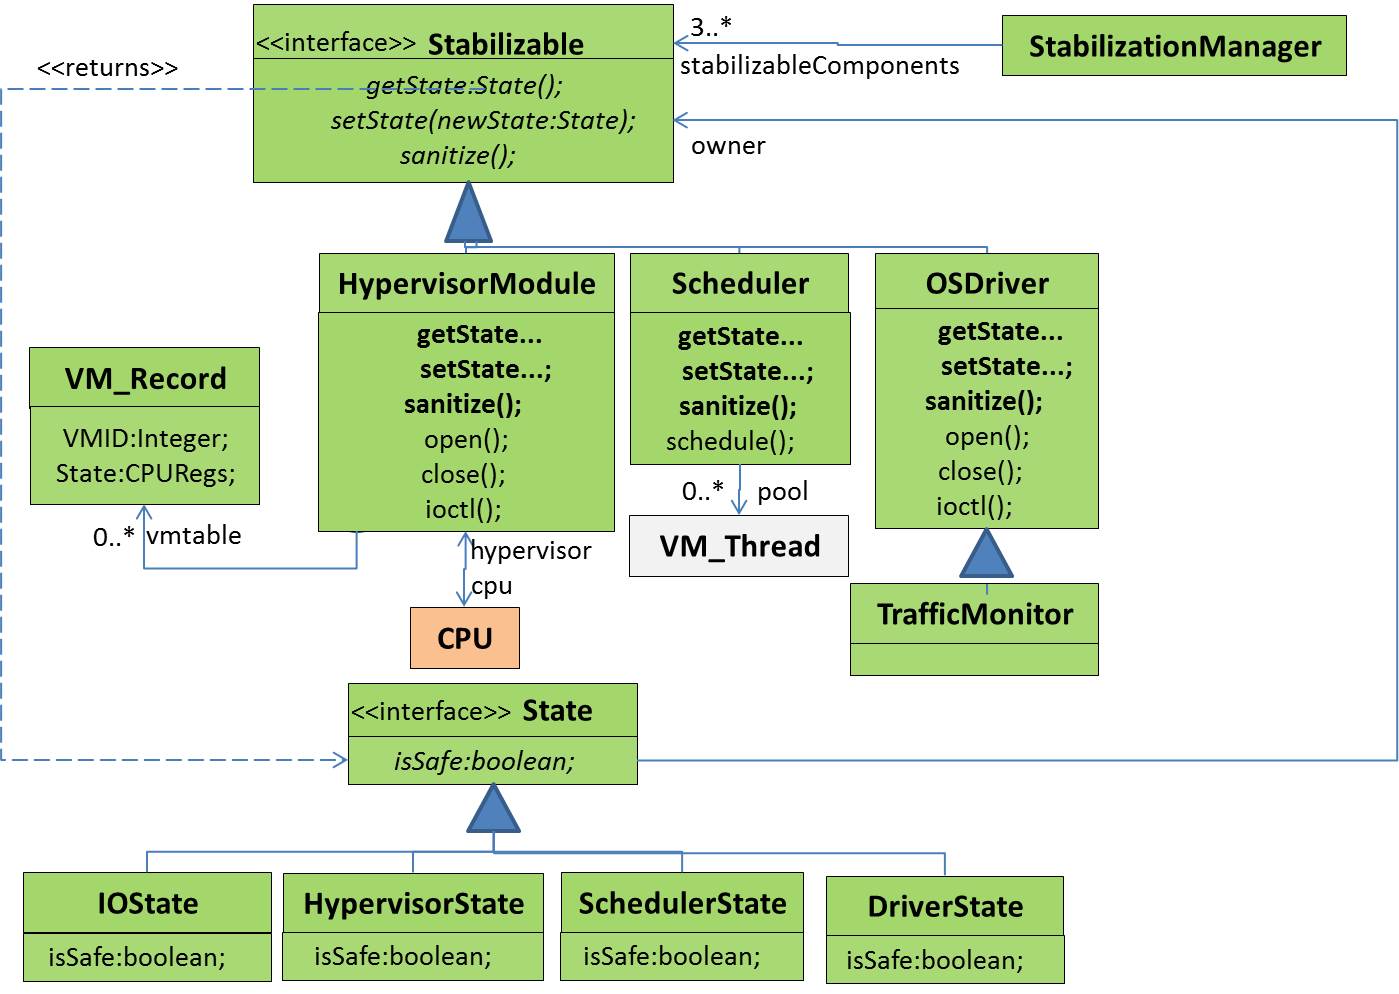 <<interface>> Stabilizable
getState:State();
setState(newState:State);
sanitize();
<<returns>>
3..*
stabilizableComponents
StabilizationManager
owner
HypervisorModule
getState...
setState...;
sanitize();
open();
close();
ioctl();
Scheduler
getState...
setState...;
sanitize();
schedule();
OSDriver
getState...
setState...;
sanitize();
open();
close();
ioctl();
VM_Record
VMID:Integer;
State:CPURegs;
0..* vmtable
hypervisor
cpu
CPU
0..* pool
VM_Thread
TrafficMonitor
<<interface>> State
isSafe:boolean;
IOState
isSafe:boolean;
HypervisorState
isSafe:boolean;
SchedulerState
isSafe:boolean;
DriverState
isSafe:boolean;